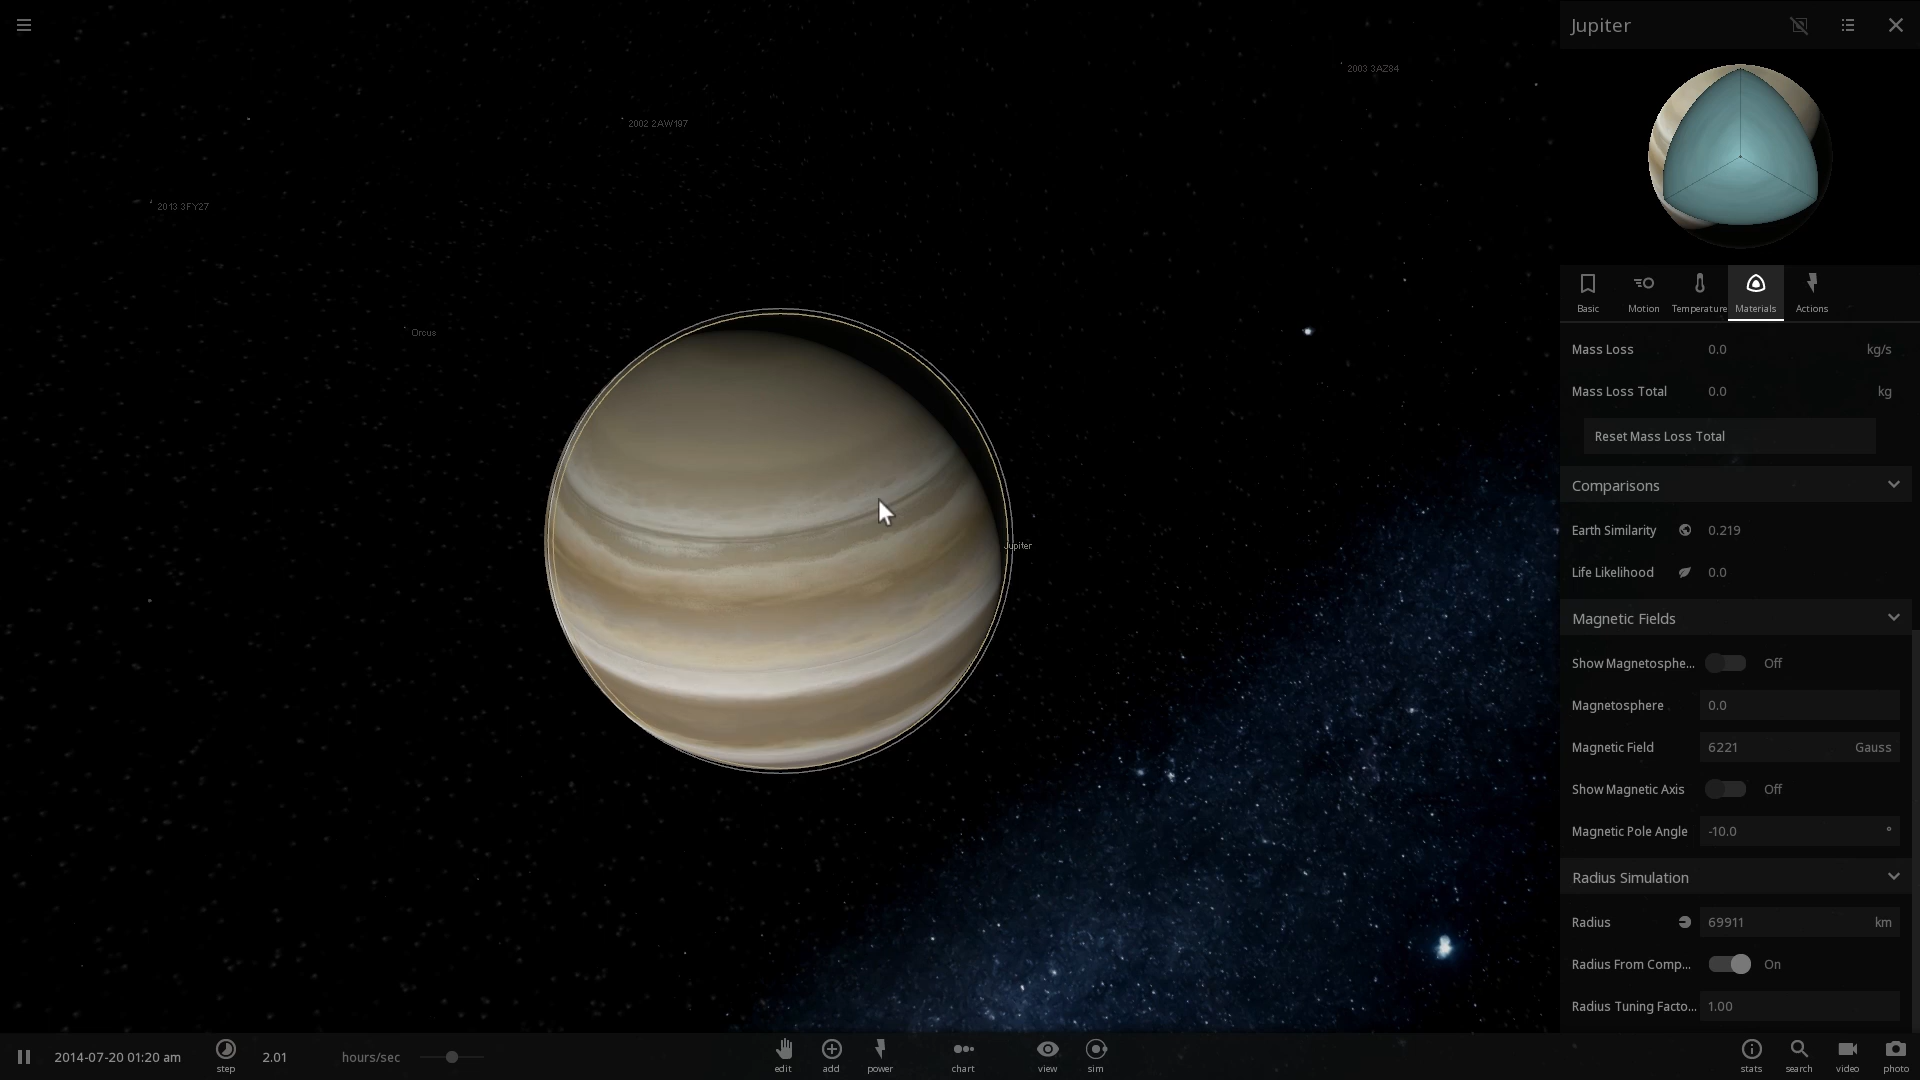 Jupiter
2003 3AZ84
2002 2AW197
2013 3FY27
Orcus
Jupiter
Basic
Motion
Temperature
Materials
Actions
Mass Loss 0.0 kg/s
Mass Loss Total 0.0 kg
Reset Mass Loss Total
Comparisons
Earth Similarity 0.219
Life Likelihood 0.0
Magnetic Fields
Show Magnetosphe... Off
Magnetosphere 0.0
Magnetic Field 6221 Gauss
Show Magnetic Axis Off
Magnetic Pole Angle -10.0 °
Radius Simulation
Radius 69911 km
Radius From Comp... On
Radius Tuning Facto... 1.00
2014-07-20 01:20 am
step
2.01 hours/sec
edit
add
power
chart
view
sim
stats
search
video
photo